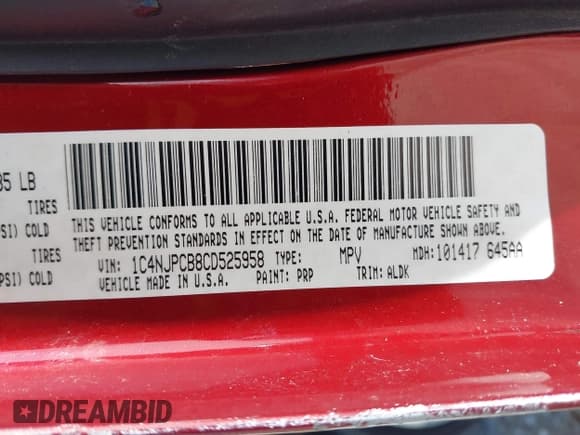 35 LB
TIRES
PSI) COLD
TIRES
PSI) COLD
THIS VEHICLE CONFORMS TO ALL APPLICABLE U.S.A. FEDERAL MOTOR VEHICLE SAFETY AND
THEFT PREVENTION STANDARDS IN EFFECT ON THE DATE OF MANUFACTURE SHOWN ABOVE.
VIN: 1C4NJPCB8CD525958 TYPE: MPV MDH:101417 645AA
VEHICLE MADE IN U.S.A. PAINT: PRP TRIM: ALDK
DREAMBID